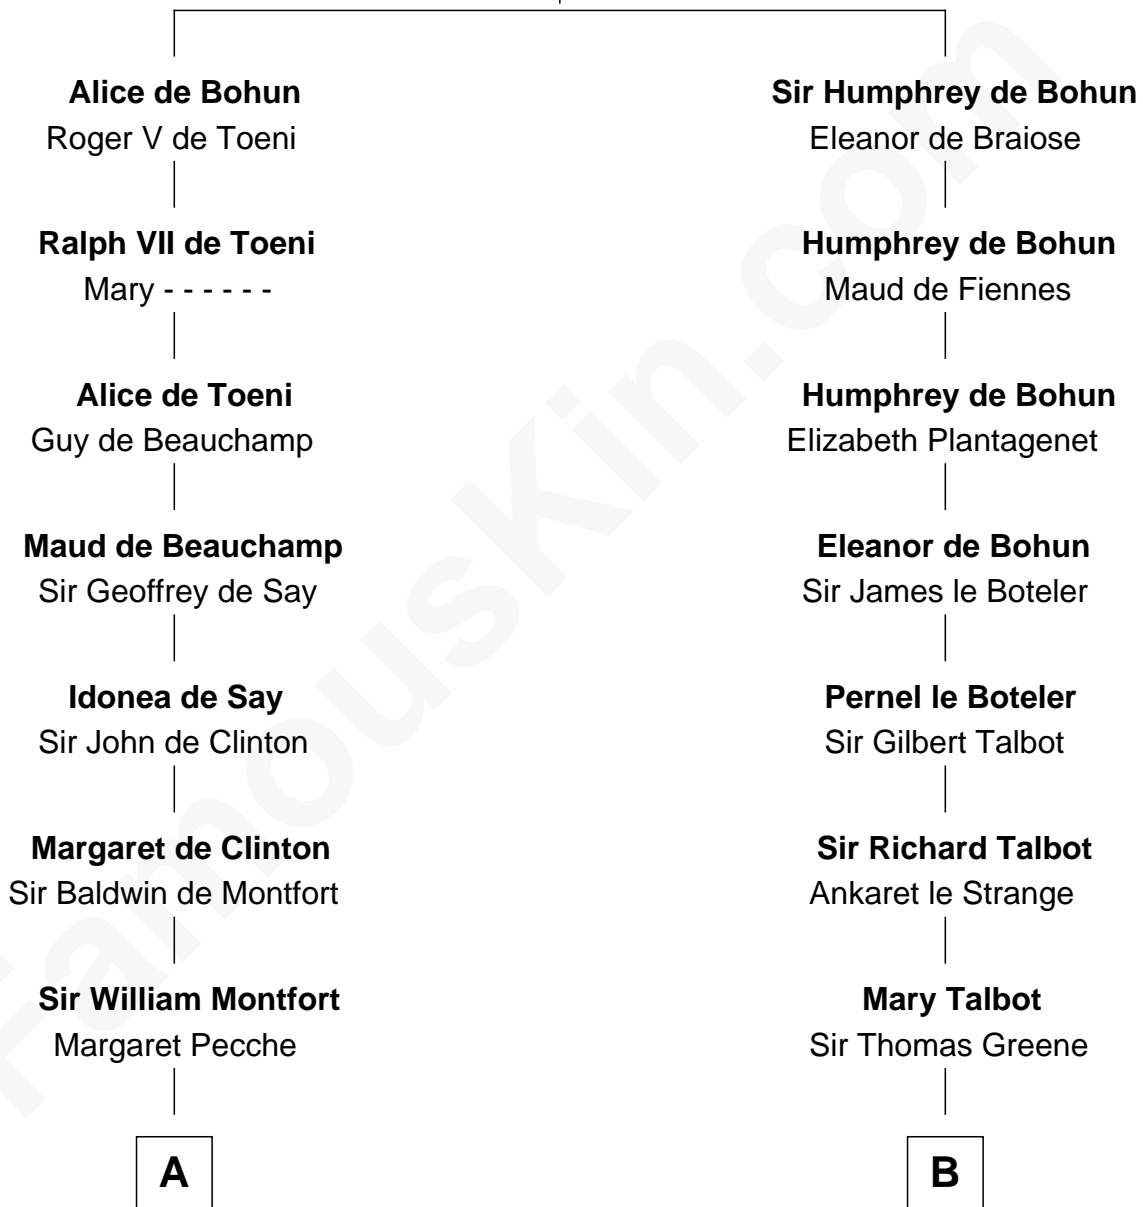 Alice de Bohun
Roger V de Toeni
Ralph VII de Toeni
Mary - - - - - -
Alice de Toeni
Guy de Beauchamp
Maud de Beauchamp
Sir Geoffrey de Say
Idonea de Say
Sir John de Clinton
Margaret de Clinton
Sir Baldwin de Montfort
Sir William Montfort
Margaret Pecche
A
Sir Humphrey de Bohun
Eleanor de Braiose
Humphrey de Bohun
Maud de Fiennes
Humphrey de Bohun
Elizabeth Plantagenet
Eleanor de Bohun
Sir James le Boteler
Pernel le Boteler
Sir Gilbert Talbot
Sir Richard Talbot
Ankaret le Strange
Mary Talbot
Sir Thomas Greene
B
FamousKin.com